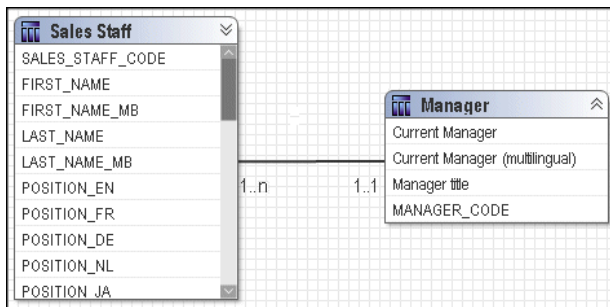 Sales Staff
SALES_STAFF_CODE
FIRST_NAME
FIRST_NAME_MB
LAST_NAME
LAST_NAME_MB
POSITION_EN
POSITION_FR
POSITION_DE
POSITION_NL
POSITION_JA
1..n
1..1
Manager
Current Manager
Current Manager (multilingual)
Manager title
MANAGER_CODE